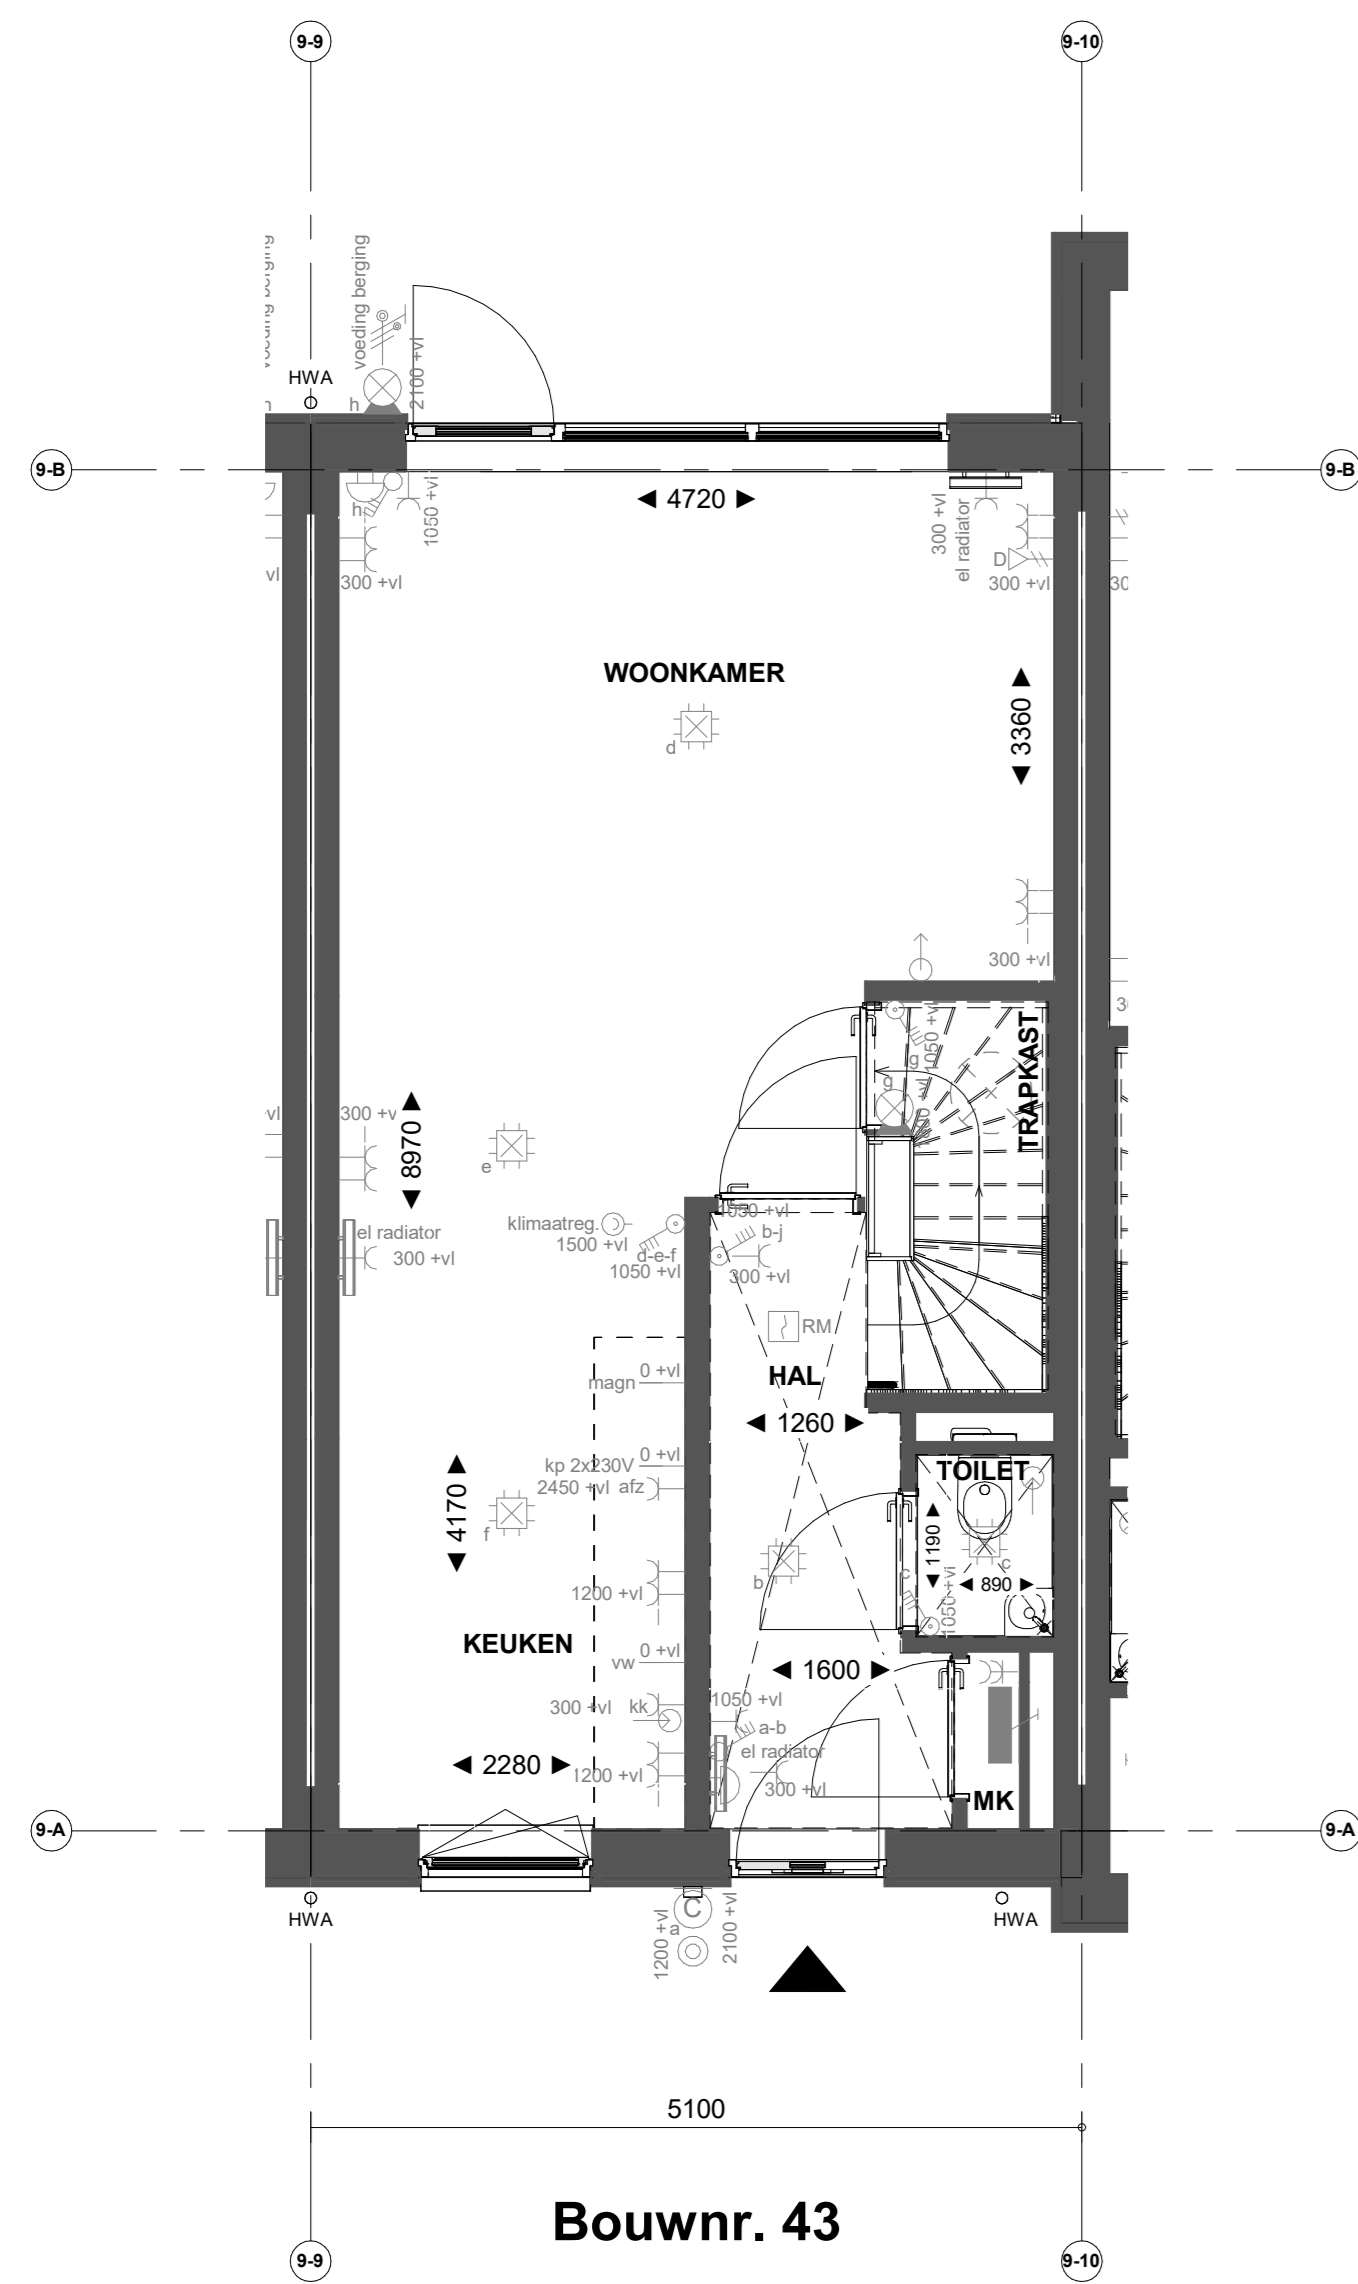 9-9
9-10
voeding berging
voeding berging
2100 +vl
HWA
h
h
9-B
9-B
4720
h
1050 +vl
300 +vl
el radiator
D
vl
300 +vl
300 +vl
30
WOONKAMER
d
3360
300 +vl
TRAPKAST
1050 +vl
g
g
vl
300 +v
8970
e
1050 +vl
klimaatreg.
1500 +vl
b-j
d-e-f
1050 +vl
300 +vl
el radiator
300 +vl
RM
0 +vl
magn
HAL
1260
0 +vl
kp 2x230V
2450 +vl afz
TOILET
4170
f
1190
b
c
c
890
1200 +vl
1050 +vl
KEUKEN
0 +vl
vw
1600
300 +vl kk
1050 +vl
a-b
el radiator
300 +vl
2280
1200 +vl
MK
9-A
9-A
HWA
C
a
1200 +vl
2100 +vl
HWA
5100
Bouwnr. 43
9-9
9-10